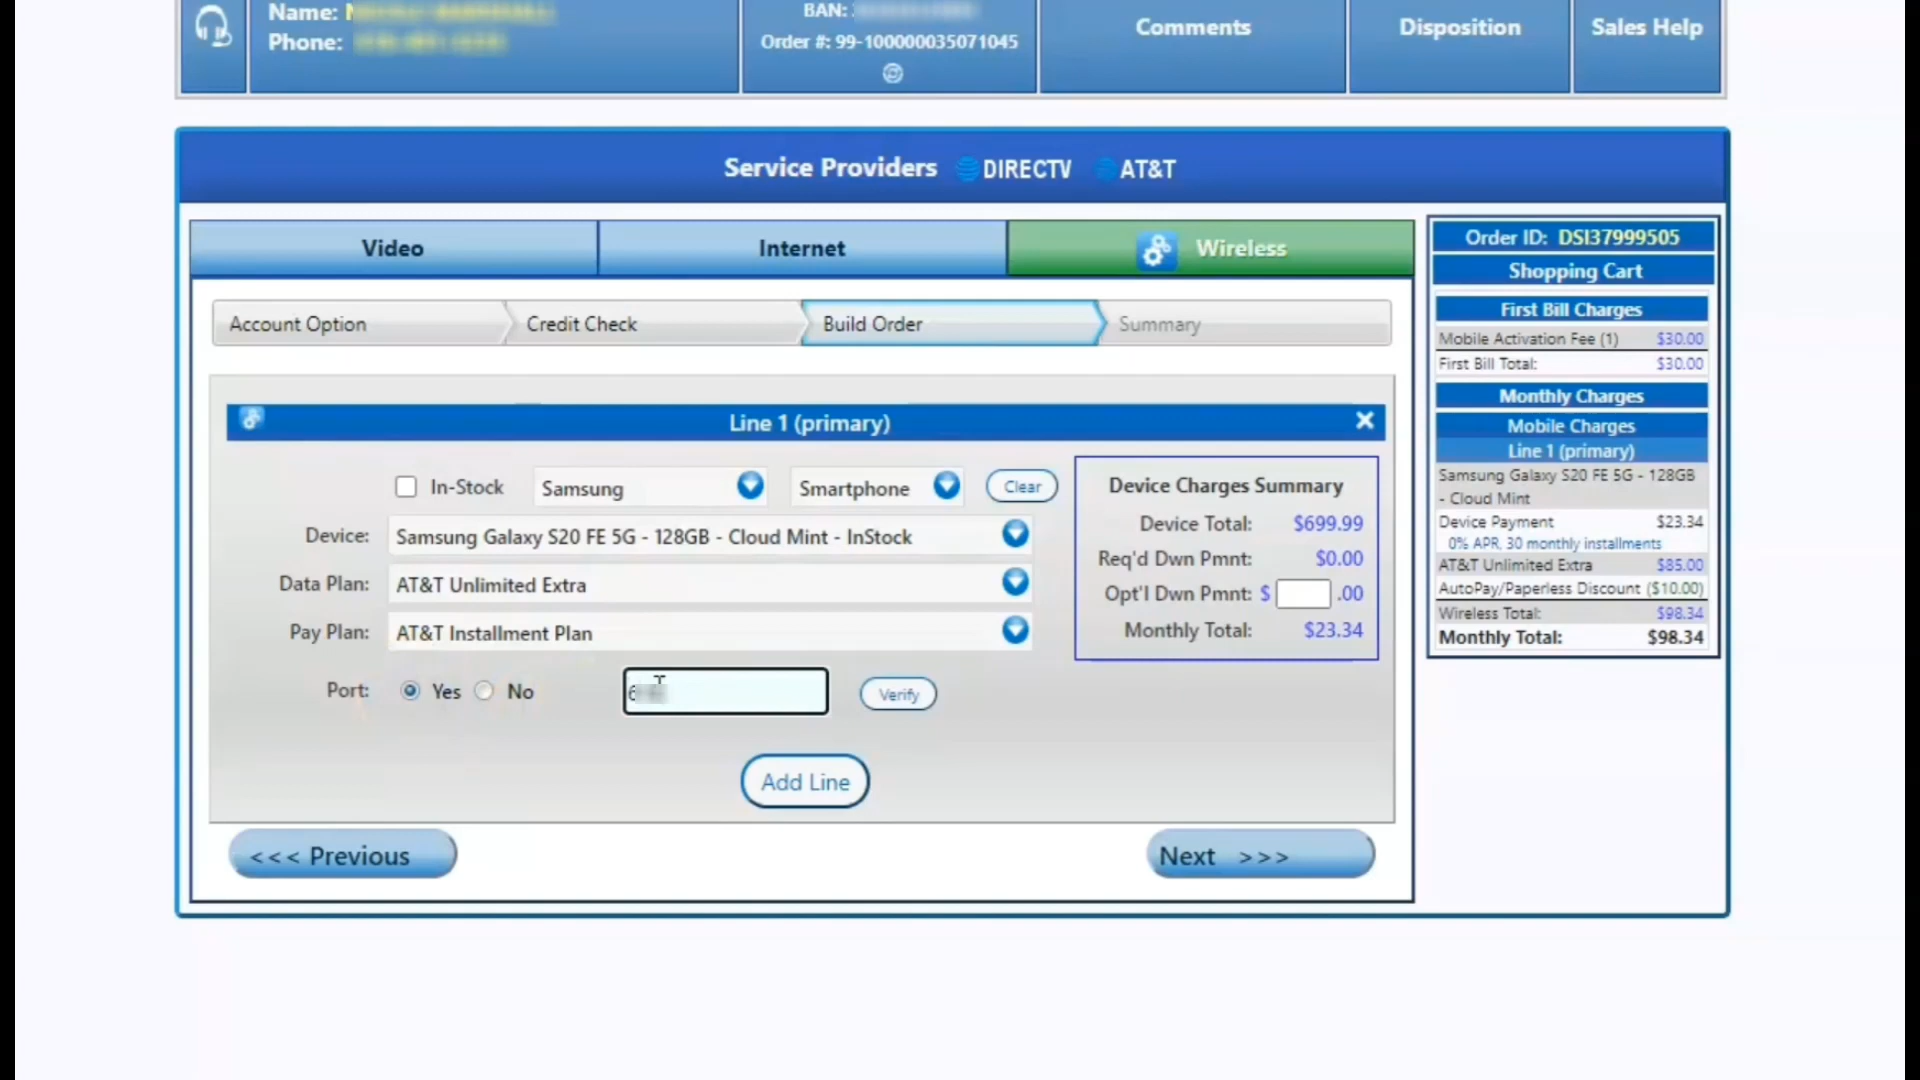 Name:
Phone:
BAN:
Order #: 99-100000035071045
Comments
Disposition
Sales Help
Service Providers DIRECTV AT&T
Video
Internet
Wireless
Account Option
Credit Check
Build Order
Summary
Line 1 (primary)
In-Stock
Samsung
Smartphone
Clear
Device: Samsung Galaxy S20 FE 5G - 128GB - Cloud Mint - InStock
Data Plan: AT&T Unlimited Extra
Pay Plan: AT&T Installment Plan
Port: Yes No
Verify
Add Line
Device Charges Summary
Device Total: $699.99
Req'd Dwn Pmnt: $0.00
Opt'l Dwn Pmnt: $ .00
Monthly Total: $23.34
<<< Previous
Next >>>
Order ID: DSI37999505
Shopping Cart
First Bill Charges
Mobile Activation Fee (1) $30.00
First Bill Total: $30.00
Monthly Charges
Mobile Charges
Line 1 (primary)
Samsung Galaxy S20 FE 5G - 128GB
- Cloud Mint
Device Payment $23.34
0% APR, 30 monthly installments
AT&T Unlimited Extra $85.00
AutoPay/Paperless Discount ($10.00)
Wireless Total: $98.34
Monthly Total: $98.34